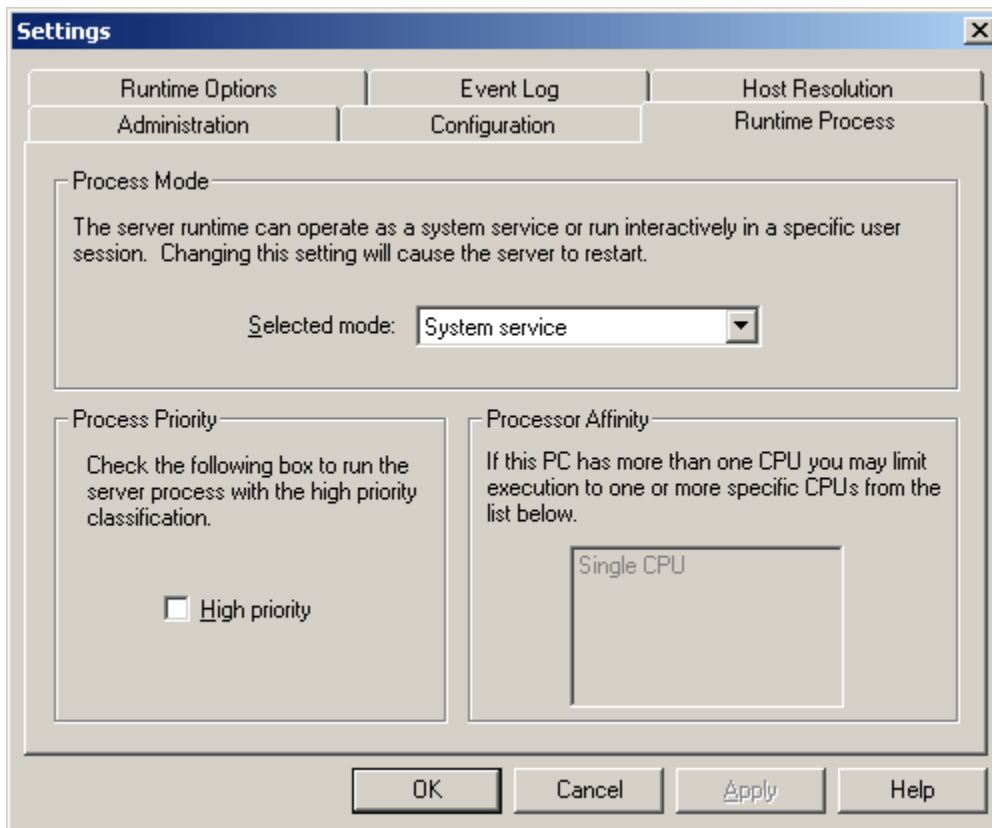 Settings
Runtime Options
Event Log
Host Resolution
Administration
Configuration
Runtime Process
Process Mode
The server runtime can operate as a system service or run interactively in a specific user
session.  Changing this setting will cause the server to restart.
Selected mode:
System service
Process Priority
Check the following box to run the
server process with the high priority
classification.
High priority
Processor Affinity
If this PC has more than one CPU you may limit
execution to one or more specific CPUs from the
list below.
Single CPU
OK
Cancel
Apply
Help